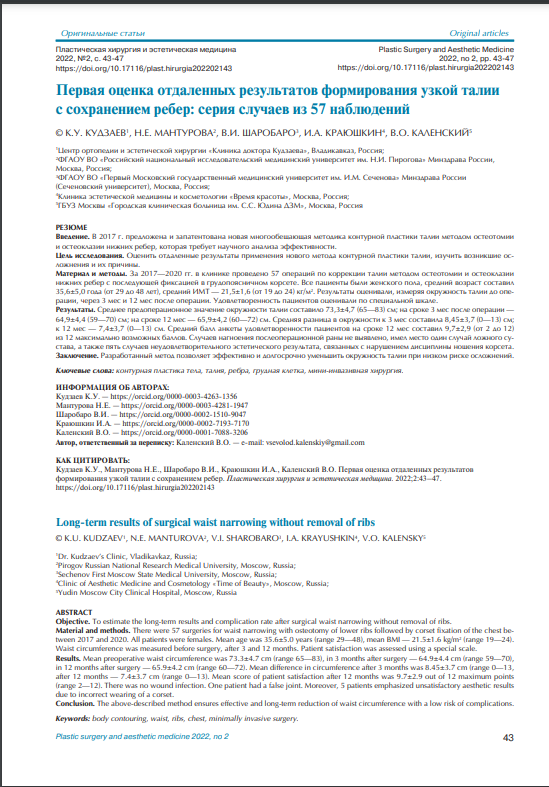 Оригинальные статьи
Original articles
Пластическая хирургия и эстетическая медицина
2022, №2, с. 43-47
https://doi.org/10.17116/plast.hirurgia202202143
Plastic Surgery and Aesthetic Medicine
2022, no 2, pp. 43-47
https://doi.org/10.17116/plast.hirurgia202202143
Первая оценка отдаленных результатов формирования узкой талии
с сохранением ребер: серия случаев из 57 наблюдений
© К.У. КУДЗАЕВ¹, Н.Е. МАНТУРОВА², В.И. ШАРОБАРО³, И.А. КРАЮШКИН⁴, В.О. КАЛЕНСКИЙ⁵
¹Центр ортопедии и эстетической хирургии «Клиника доктора Кудзаева», Владикавказ, Россия;
²ФГАОУ ВО «Российский национальный исследовательский медицинский университет им. Н.И. Пирогова» Минздрава России,
Москва, Россия;
³ФГАОУ ВО «Первый Московский государственный медицинский университет им. И.М. Сеченова» Минздрава России
(Сеченовский университет), Москва, Россия;
⁴Клиника эстетической медицины и косметологии «Время красоты», Москва, Россия;
⁵ГБУЗ Москвы «Городская клиническая больница им. С.С. Юдина ДЗМ», Москва, Россия
РЕЗЮМЕ
Введение. В 2017 г. предложена и запатентована новая многообещающая методика контурной пластики талии методом остеотомии
и остеоклазии нижних ребер, которая требует научного анализа эффективности.
Цель исследования. Оценить отдаленные результаты применения нового метода контурной пластики талии, изучить возникшие ос-
ложнения и их причины.
Материал и методы. За 2017—2020 гг. в клинике проведено 57 операций по коррекции талии методом остеотомии и остеоклазии
нижних ребер с последующей фиксацией в грудопоясничном корсете. Все пациенты были женского пола, средний возраст составил
35,6±5,0 года (от 29 до 48 лет), средний ИМТ — 21,5±1,6 (от 19 до 24) кг/м². Результаты оценивали, измеряя окружность талии до опе-
рации, через 3 мес и 12 мес после операции. Удовлетворенность пациентов оценивали по специальной шкале.
Результаты. Среднее предоперационное значение окружности талии составило 73,3±4,7 (65—83) см; на сроке 3 мес после операции —
64,9±4,4 (59—70) см; на сроке 12 мес — 65,9±4,2 (60—72) см. Средняя разница в окружности к 3 мес составила 8,45±3,7 (0—13) см;
к 12 мес — 7,4±3,7 (0—13) см. Средний балл анкеты удовлетворенности пациентов на сроке 12 мес составил 9,7±2,9 (от 2 до 12)
из 12 максимально возможных баллов. Случаев нагноения послеоперационной раны не выявлено, имел место один случай ложного су-
става, а также пять случаев неудовлетворительного эстетического результата, связанных с нарушением дисциплины ношения корсета.
Заключение. Разработанный метод позволяет эффективно и долгосрочно уменьшить окружность талии при низком риске осложнений.
Ключевые слова: контурная пластика тела, талия, ребра, грудная клетка, мини-инвазивная хирургия.
ИНФОРМАЦИЯ ОБ АВТОРАХ:
Кудзаев К.У. — https://orcid.org/0000-0003-4263-1356
Мантурова Н.Е. — https://orcid.org/0000-0003-4281-1947
Шаробаро В.И. — https://orcid.org/0000-0002-1510-9047
Краюшкин И.А. — https://orcid.org/0000-0002-7193-7170
Каленский В.О. — https://orcid.org/0000-0001-7088-3206
Автор, ответственный за переписку: Каленский В.О. — e-mail: vsevolod.kalenskiy@gmail.com
КАК ЦИТИРОВАТЬ:
Кудзаев К.У., Мантурова Н.Е., Шаробаро В.И., Краюшкин И.А., Каленский В.О. Первая оценка отдаленных результатов
формирования узкой талии с сохранением ребер. Пластическая хирургия и эстетическая медицина. 2022;2:43–47.
https://doi.org/10.17116/plast.hirurgia202202143
Long-term results of surgical waist narrowing without removal of ribs
© K.U. KUDZAEV¹, N.E. MANTUROVA², V.I. SHAROBARO³, I.A. KRAYUSHKIN⁴, V.O. KALENSKY⁵
¹Dr. Kudzaev's Clinic, Vladikavkaz, Russia;
²Pirogov Russian National Research Medical University, Moscow, Russia;
³Sechenov First Moscow State Medical University, Moscow, Russia;
⁴Clinic of Aesthetic Medicine and Cosmetology «Time of Beauty», Moscow, Russia;
⁵Yudin Moscow City Clinical Hospital, Moscow, Russia
ABSTRACT
Objective. To estimate the long-term results and complication rate after surgical waist narrowing without removal of ribs.
Material and methods. There were 57 surgeries for waist narrowing with osteotomy of lower ribs followed by corset fixation of the chest be-
tween 2017 and 2020. All patients were females. Mean age was 35.6±5.0 years (range 29—48), mean BMI — 21.5±1.6 kg/m² (range 19—24).
Waist circumference was measured before surgery, after 3 and 12 months. Patient satisfaction was assessed using a special scale.
Results. Mean preoperative waist circumference was 73.3±4.7 cm (range 65—83), in 3 months after surgery — 64.9±4.4 cm (range 59—70),
in 12 months after surgery — 65.9±4.2 cm (range 60—72). Mean difference in circumference after 3 months was 8.45±3.7 cm (range 0—13,
after 12 months — 7.4±3.7 cm (range 0—13). Mean score of patient satisfaction after 12 months was 9.7±2.9 out of 12 maximum points
(range 2—12). There was no wound infection. One patient had a false joint. Moreover, 5 patients emphasized unsatisfactory aesthetic results
due to incorrect wearing of a corset.
Conclusion. The above-described method ensures effective and long-term reduction of waist circumference with a low risk of complications.
Keywords: body contouring, waist, ribs, chest, minimally invasive surgery.
Plastic surgery and aesthetic medicine 2022, no 2
43